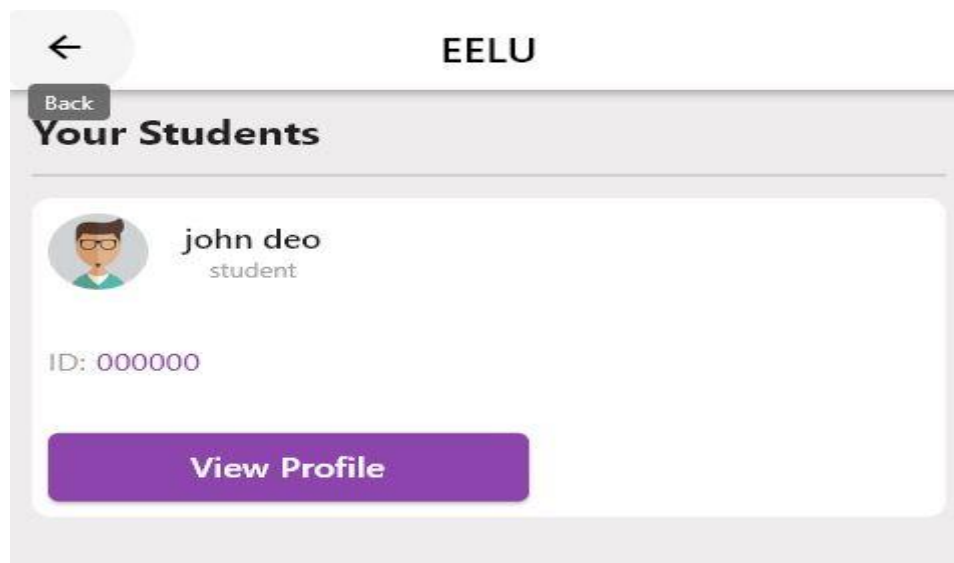 EELU
Back
Your Students
john deo
student
ID: 000000
View Profile